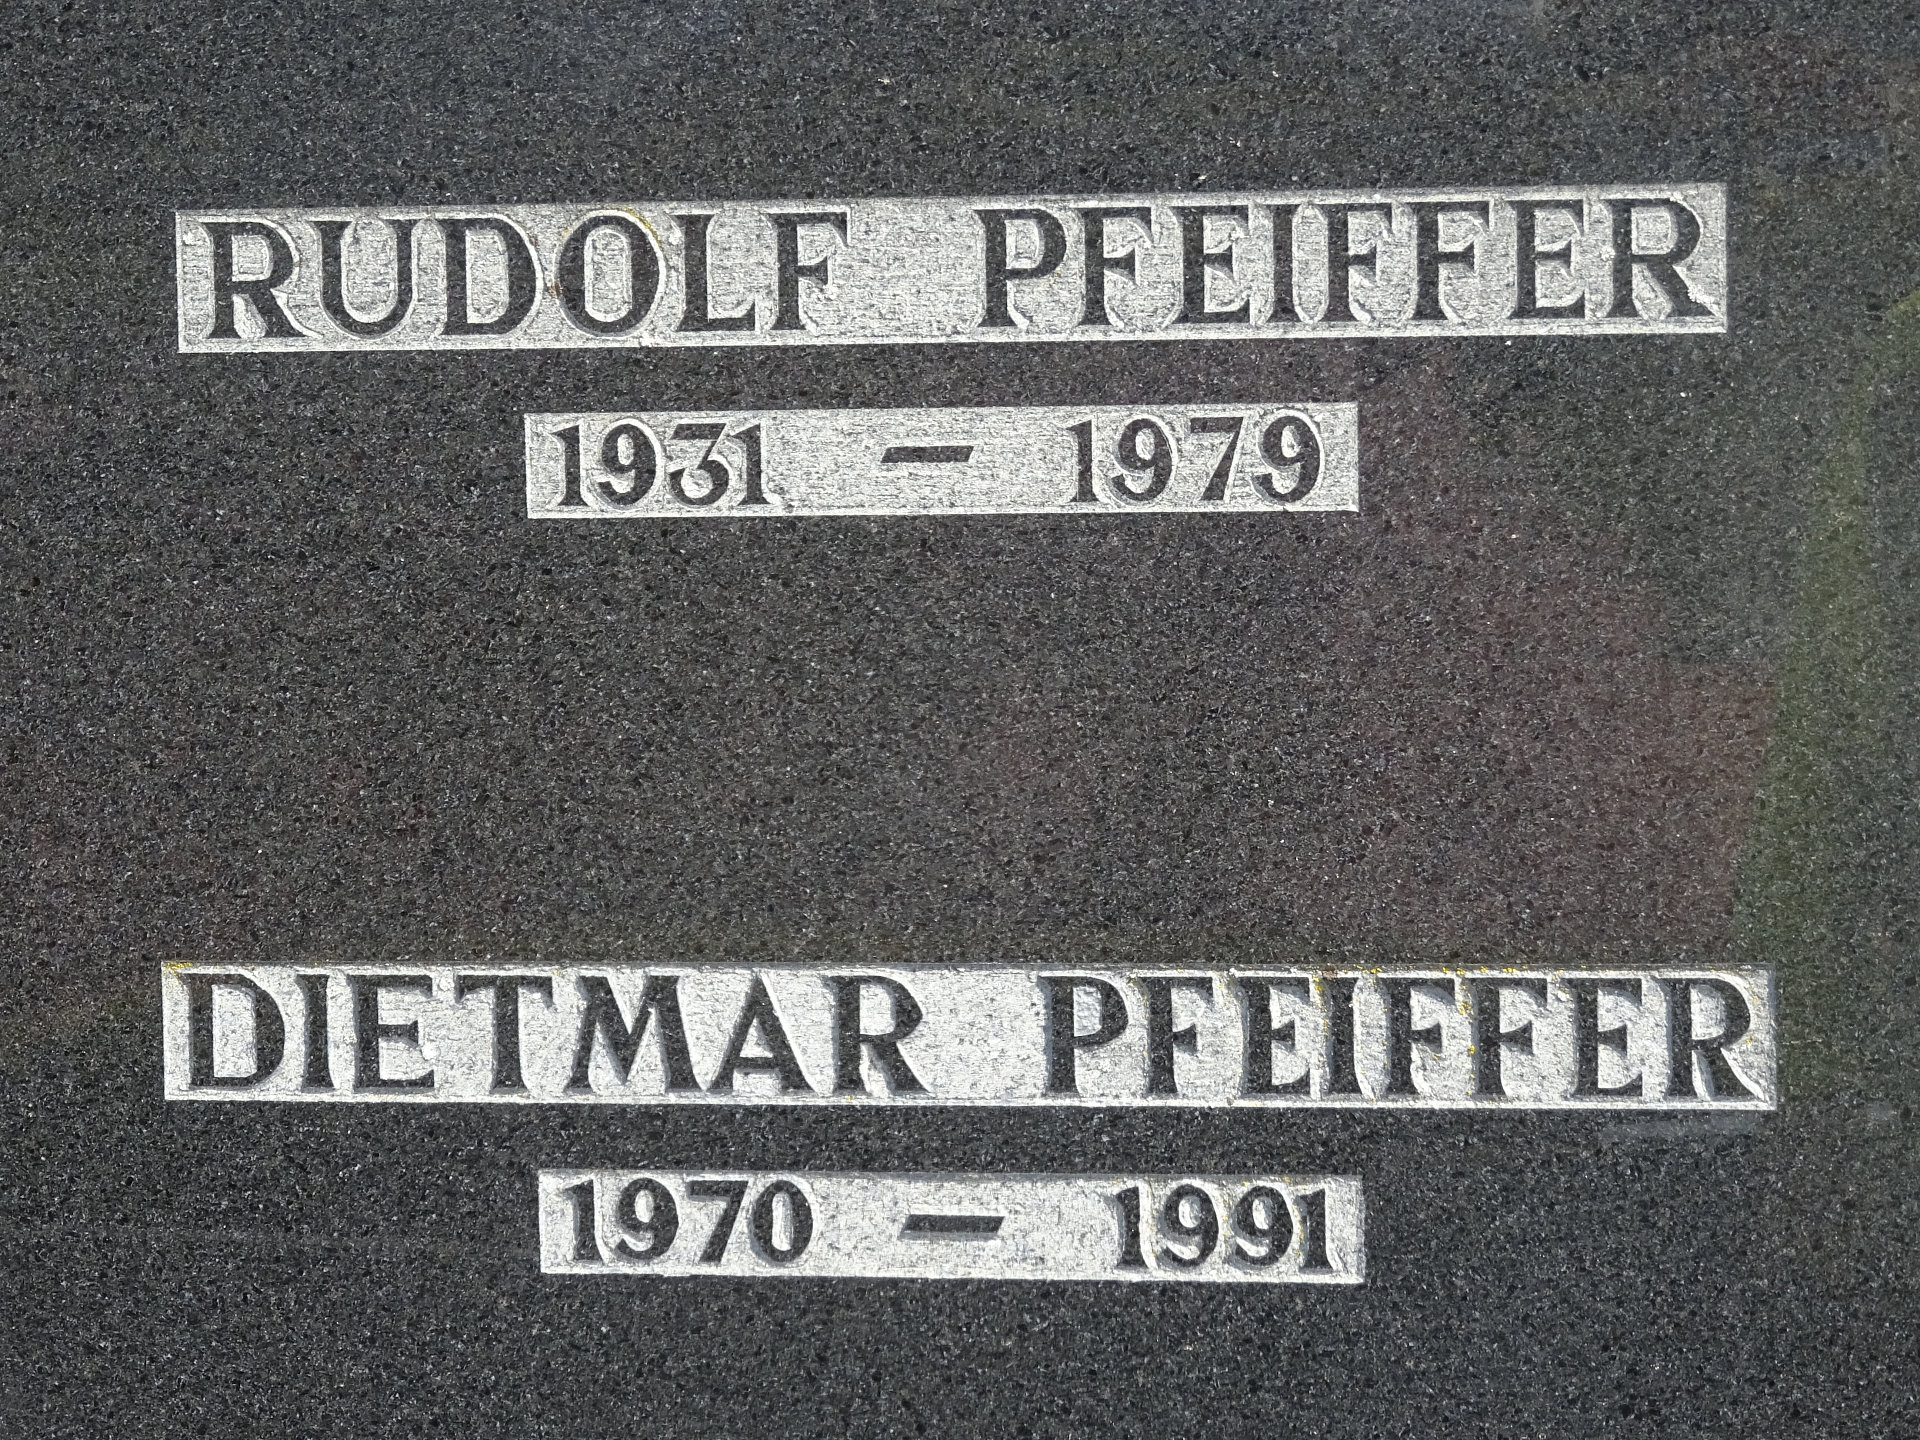 RUDOLF PFEIFFER
1931 – 1979
DIETMAR PFEIFFER
1970 – 1991